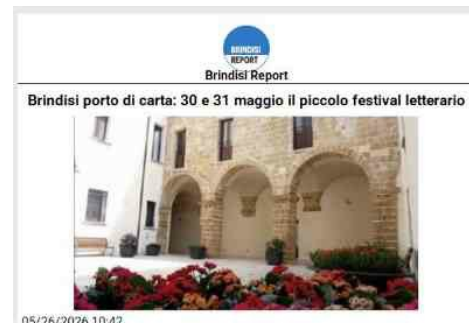 BRINDISI
REPORT
Brindisi Report
Brindisi porto di carta: 30 e 31 maggio il piccolo festival letterario
05/26/2026 10:42